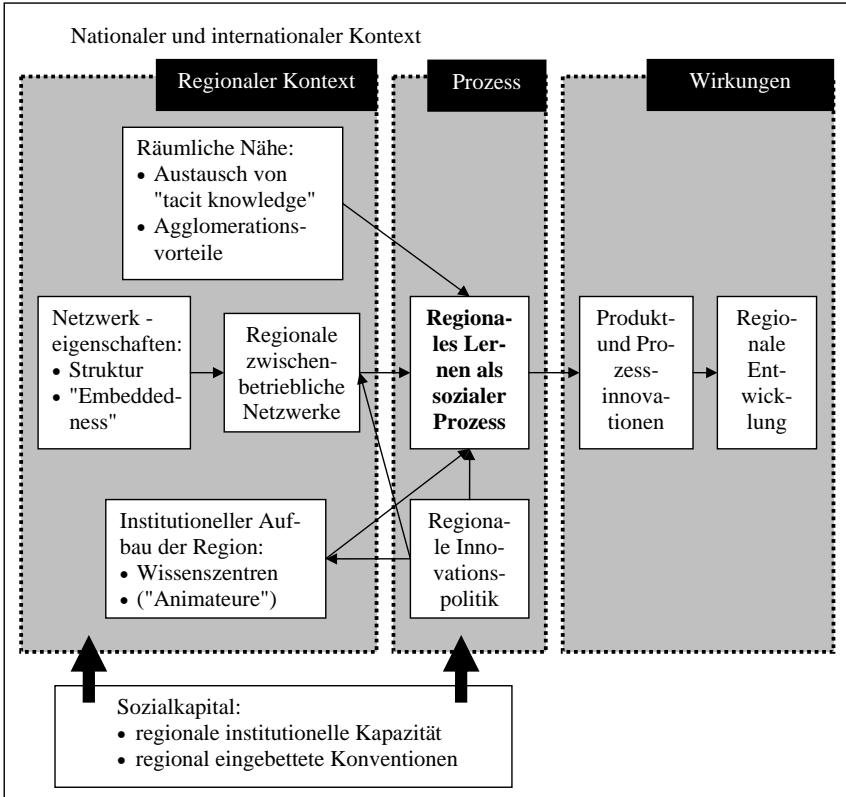 Nationaler und internationaler Kontext
Regionaler Kontext
Prozess
Wirkungen
Räumliche Nähe:
• Austausch von
"tacit knowledge"
• Agglomerations-
vorteile
Netzwerk -
eigenschaften:
• Struktur
• "Embedded-
ness"
Regionale
zwischen-
betriebliche
Netzwerke
Regiona-
les Ler-
nen als
sozialer
Prozess
Produkt-
und Pro-
zess-
innova-
tionen
Regio-
nale
Ent-
wick-
lung
Institutioneller Auf-
bau der Region:
• Wissenszentren
• ("Animateure")
Regiona-
le Inno-
vations-
politik
Sozialkapital:
• regionale institutionelle Kapazität
• regional eingebettete Konventionen